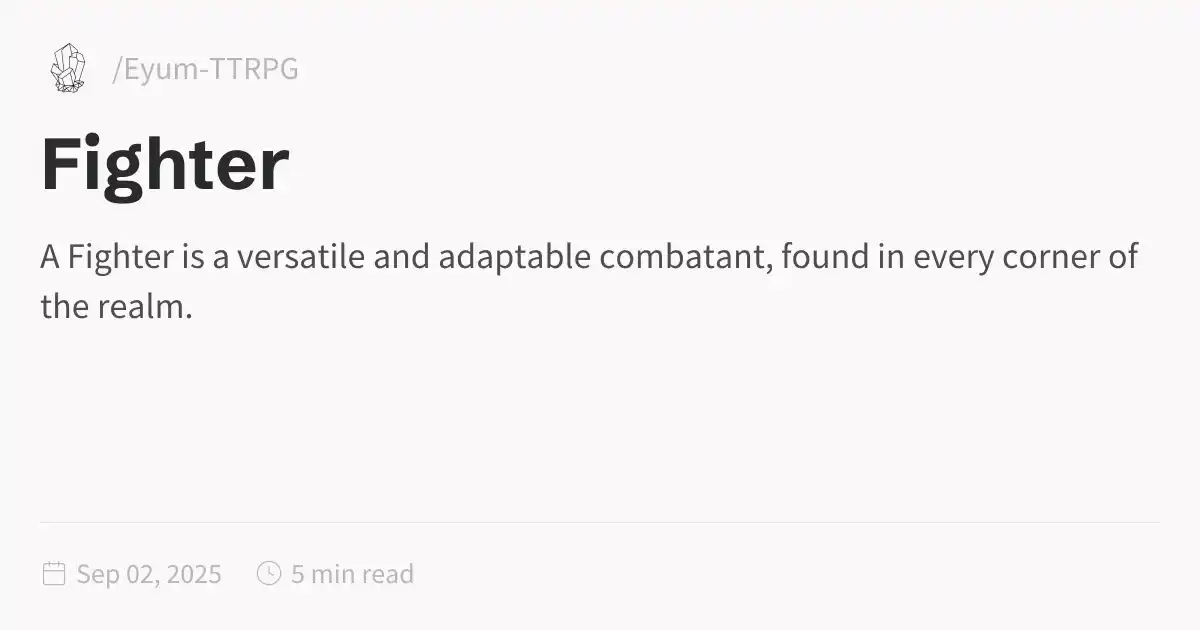 /Eyum-TTRPG
Fighter
A Fighter is a versatile and adaptable combatant, found in every corner of
the realm.
Sep 02, 2025 5 min read